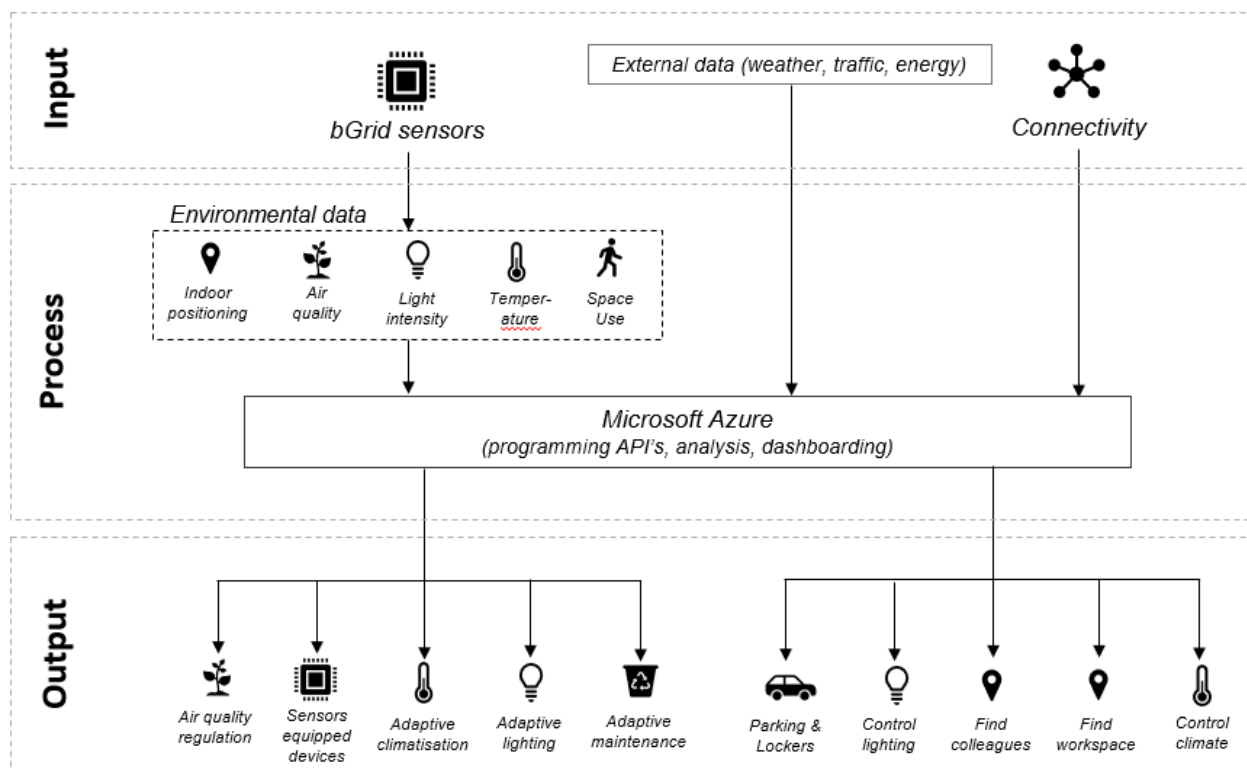 Input
bGrid sensors
External data (weather, traffic, energy)
Connectivity
Process
Environmental data
Indoor
positioning
Air
quality
Light
intensity
Temper-
ature
Space
Use
Microsoft Azure
(programming API's, analysis, dashboarding)
Output
Air quality
regulation
Sensors
equipped
devices
Adaptive
climatisation
Adaptive
lighting
Adaptive
maintenance
Parking &
Lockers
Control
lighting
Find
colleagues
Find
workspace
Control
climate